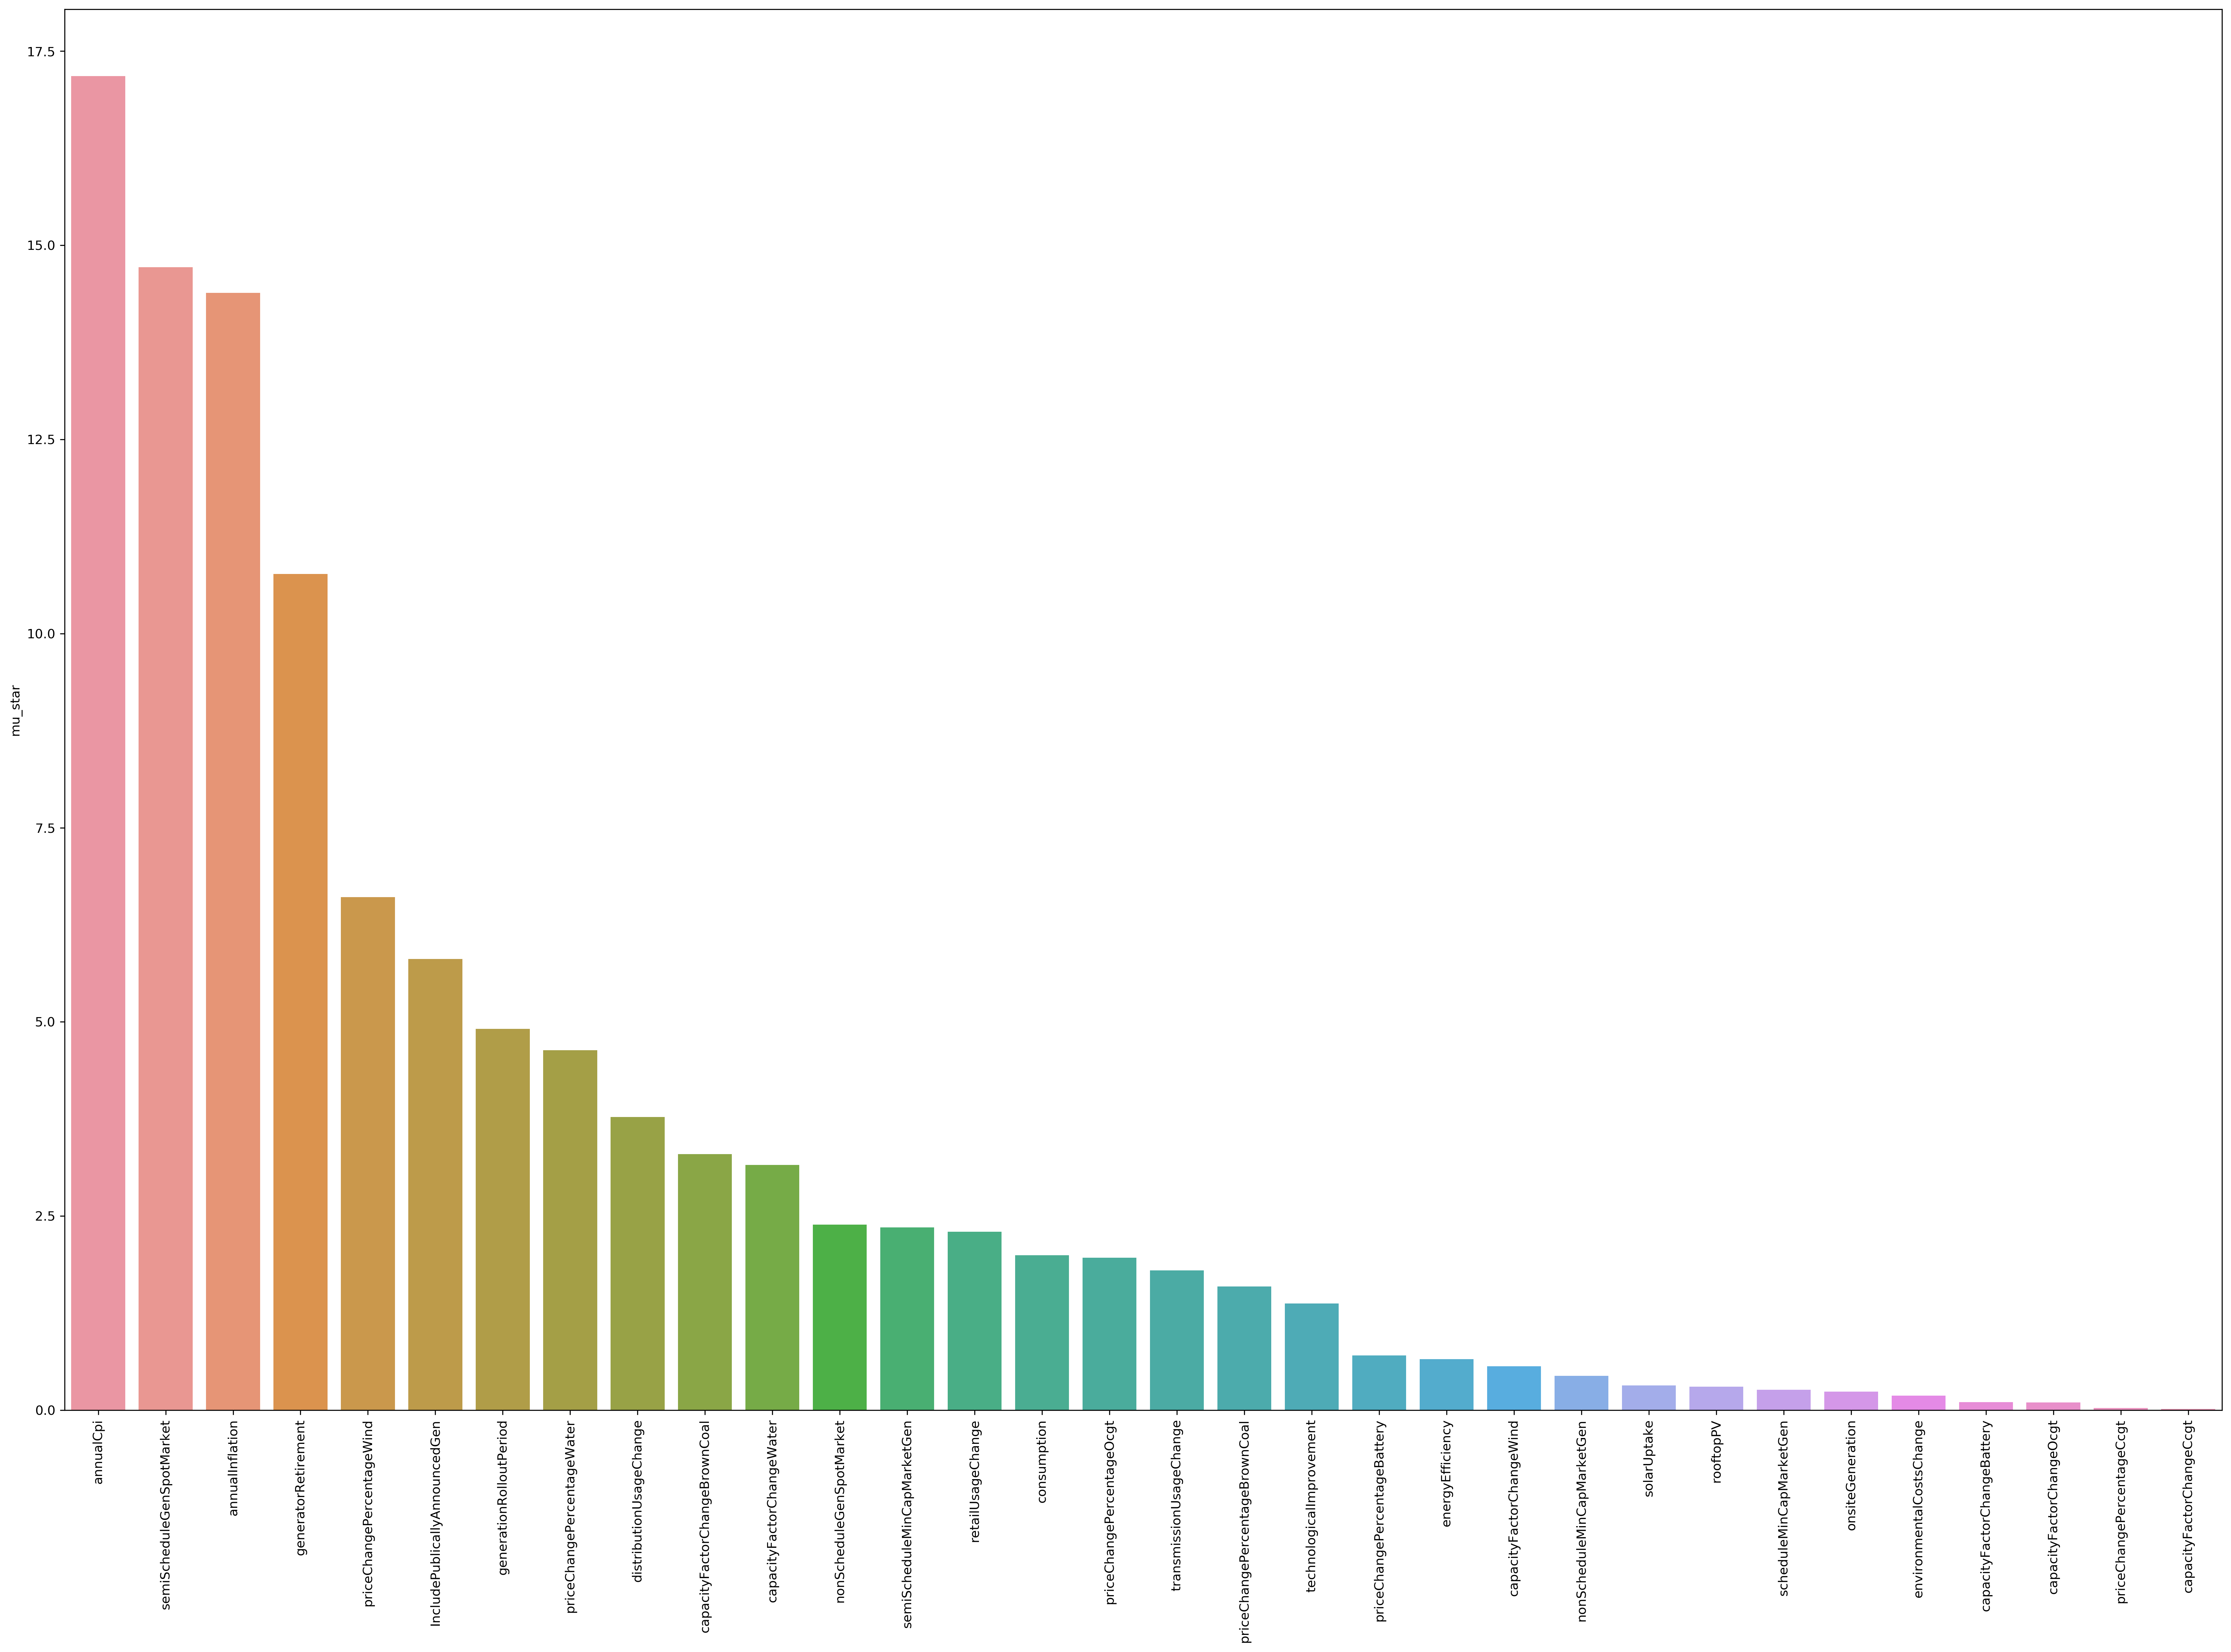 17.5
15.0
12.5
10.0
7.5
5.0
2.5
0.0
mu_star
annualCpi
semiScheduleGenSpotMarket
annualInflation
generatorRetirement
priceChangePercentageWind
IncludePublicallyAnnouncedGen
generationRolloutPeriod
priceChangePercentageWater
distributionUsageChange
capacityFactorChangeBrownCoal
capacityFactorChangeWater
nonScheduleGenSpotMarket
semiScheduleMinCapMarketGen
retailUsageChange
consumption
priceChangePercentageOcgt
transmissionUsageChange
priceChangePercentageBrownCoal
technologicalImprovement
priceChangePercentageBattery
energyEfficiency
capacityFactorChangeWind
nonScheduleMinCapMarketGen
solarUptake
rooftopPV
scheduleMinCapMarketGen
onsiteGeneration
environmentalCostsChange
capacityFactorChangeBattery
capacityFactorChangeOcgt
priceChangePercentageCcgt
capacityFactorChangeCcgt